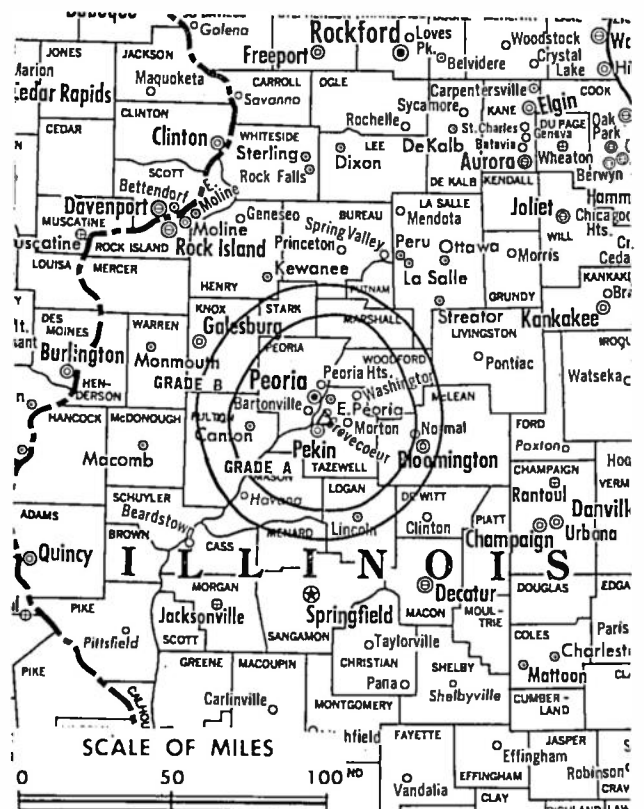 Galena
Rockford
Loves
Pk.
Woodstock
Freeport
Belvidere
Crystal
Lake
JONES
JACKSON
Maquoketa
CARROLL
OGLE
Carpentersville
COOK
Cedar Rapids
Savanna
Sycamore
KANE
Elgin
CEDAR
CLINTON
Clinton
WHITESIDE
Rochelle
St. Charles
DU PAGE
Geneva
Oak
Park
Sterling
LEE
De Kalb
Batavia
SCOTT
Rock Falls
Dixon
Aurora
Wheaton
Berwyn
Bettendorf
DE KALB
KENDALL
Davenport
Moline
Geneseo
BUREAU
LA SALLE
Mendota
Joliet
Chicago
Hts.
MUSCATINE
Moline
Spring Valley
WILL
Muscatine
ROCK ISLAND
Rock Island
Princeton
Peru
Ottawa
Morris
LOUISA
MERCER
Kewanee
La Salle
HENRY
PUTNAM
GRUNDY
KNOX
STARK
Streator
Kankakee
DES
MOINES
WARREN
Galesburg
MARSHALL
LIVINGSTON
Burlington
Monmouth
PEORIA
WOODFORD
Pontiac
Watseka
HEN-
DERSON
GRADE B
Peoria
Peoria Hts.
Washington
McLEAN
HANCOCK
McDONOUGH
FULTON
Bartonville
E. Peoria
FORD
Canton
Morton
Normal
Paxton
Macomb
Pekin
Crevecoeur
Bloomington
GRADE A
TAZEWELL
CHAMPAIGN
MASON
LOGAN
Rantoul
SCHUYLER
Havana
DE WITT
ADAMS
Beardstown
Lincoln
Clinton
PIATT
Danville
BROWN
MENARD
Champaign
Urbana
Quincy
CASS
ILLINOIS
MORGAN
Decatur
DOUGLAS
PIKE
Jacksonville
Springfield
MACON
MOUL-
TRIE
Pittsfield
SCOTT
SANGAMON
Taylorville
COLES
Paris
GREENE
MACOUPIN
CHRISTIAN
SHELBY
PIKE
Pana
Mattoon
Carlinville
Shelbyville
CUMBER-
LAND
MONTGOMERY
SCALE OF MILES
FAYETTE
JASPER
Effingham
0 50 100
EFFINGHAM
Robinson
Vandalia
CLAY